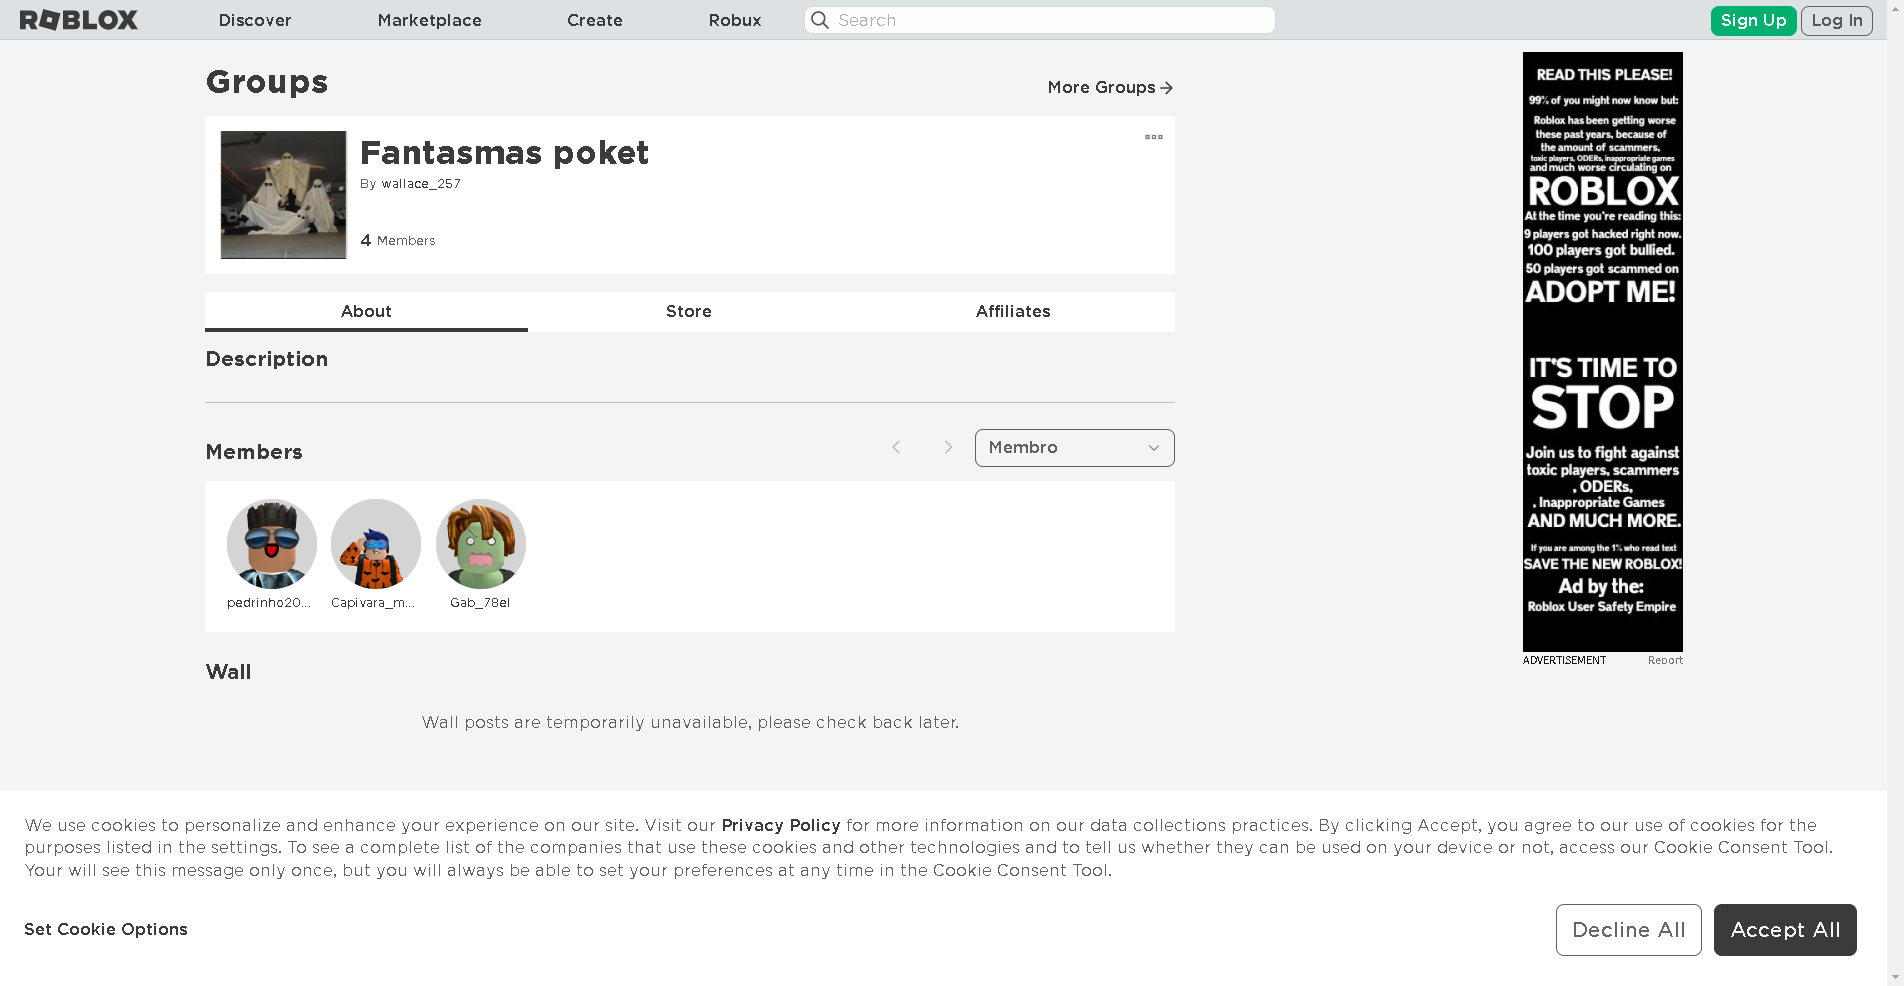 ROBLOX
Discover
Marketplace
Create
Robux
Search
Sign Up
Log In
Groups
More Groups
Fantasmas poket
By wallace_257
4 Members
About
Store
Affiliates
Description
Members
Membro
pedrinho20...
Capivara_m...
Gab_78el
Wall
Wall posts are temporarily unavailable, please check back later.
READ THIS PLEASE!
99% of you might now know but:
Roblox has been getting worse
these past years, because of
the amount of scammers,
toxic players, ODERs, inappropriate games
and much worse circulating on
ROBLOX
At the time you're reading this:
9 players got hacked right now.
100 players got bullied.
50 players got scammed on
ADOPT ME!
IT'S TIME TO
STOP
Join us to fight against
toxic players, scammers
, ODERs,
, Inappropriate Games
AND MUCH MORE.
If you are among the 1% who read text
SAVE THE NEW ROBLOX!
Ad by the:
Roblox User Safety Empire
ADVERTISEMENT
Report
We use cookies to personalize and enhance your experience on our site. Visit our Privacy Policy for more information on our data collections practices. By clicking Accept, you agree to our use of cookies for the
purposes listed in the settings. To see a complete list of the companies that use these cookies and other technologies and to tell us whether they can be used on your device or not, access our Cookie Consent Tool.
Your will see this message only once, but you will always be able to set your preferences at any time in the Cookie Consent Tool.
Set Cookie Options
Decline All
Accept All